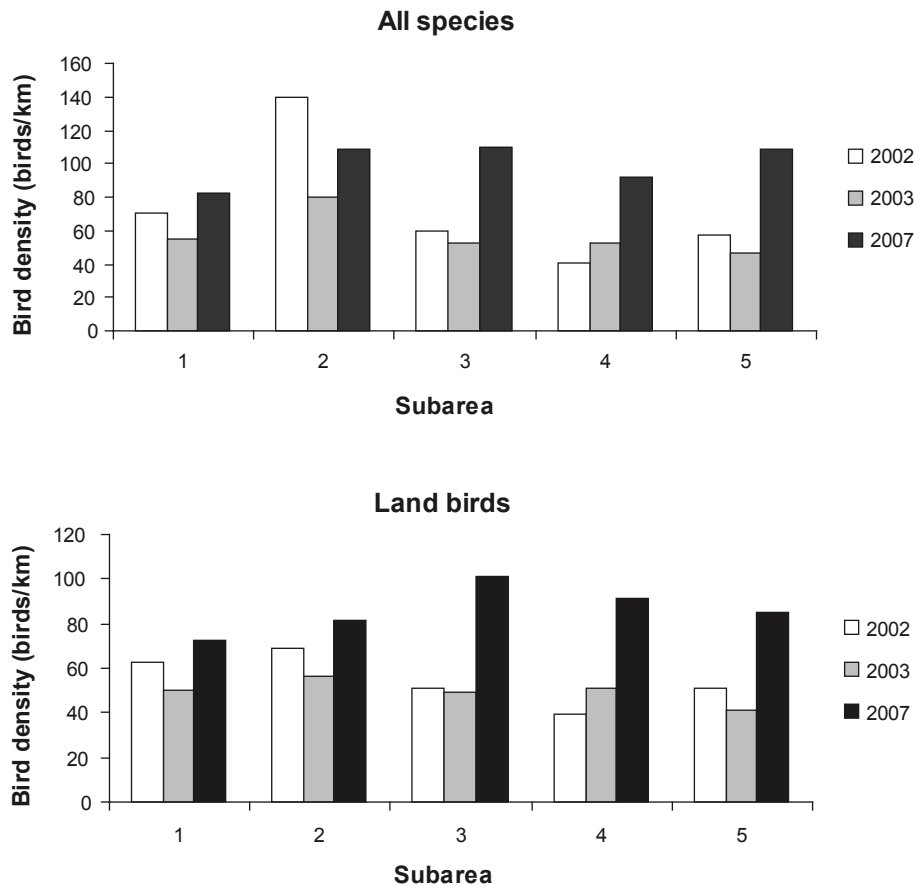 All species
Bird density (birds/km)
160
140
120
100
80
60
40
20
0
1 2 3 4 5
Subarea
2002
2003
2007
Land birds
Bird density (birds/km)
120
100
80
60
40
20
0
1 2 3 4 5
Subarea
2002
2003
2007